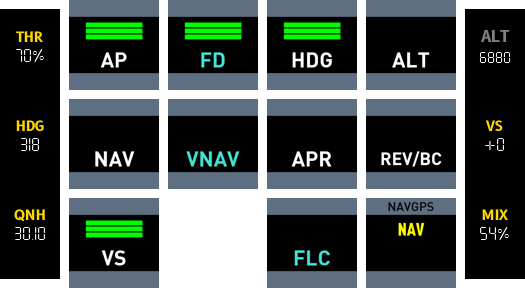 THR
70%
AP
FD
HDG
ALT
ALT
6880
HDG
318
NAV
VNAV
APR
REV/BC
VS
+0
QNH
30.10
VS
FLC
NAVGPS
NAV
MIX
54%